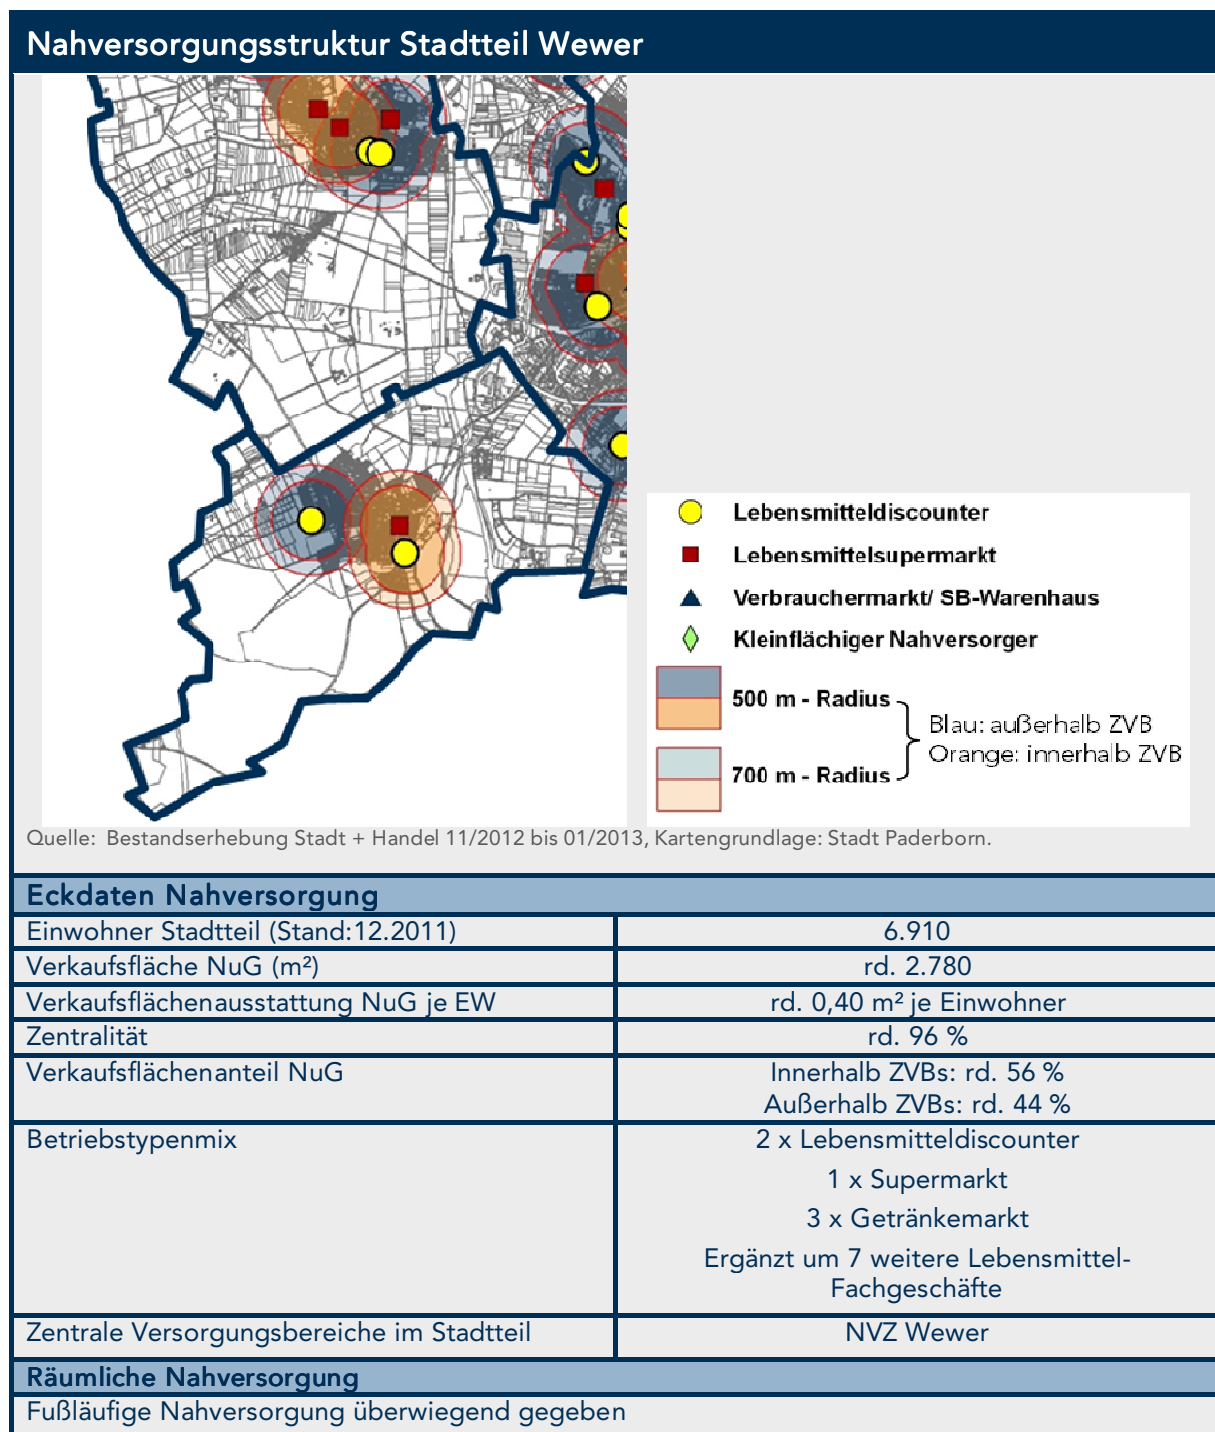 Nahversorgungsstruktur Stadtteil Wewer
Lebensmitteldiscounter
Lebensmittelsupermarkt
Verbrauchermarkt/ SB-Warenhaus
Kleinflächiger Nahversorger
500 m - Radius
Blau: außerhalb ZVB
Orange: innerhalb ZVB
700 m - Radius
Quelle: Bestandserhebung Stadt + Handel 11/2012 bis 01/2013, Kartengrundlage: Stadt Paderborn.
Eckdaten Nahversorgung
Einwohner Stadtteil (Stand:12.2011) 6.910
Verkaufsfläche NuG (m²) rd. 2.780
Verkaufsflächenausstattung NuG je EW rd. 0,40 m² je Einwohner
Zentralität rd. 96 %
Verkaufsflächenanteil NuG Innerhalb ZVBs: rd. 56 %
Außerhalb ZVBs: rd. 44 %
Betriebstypenmix 2 x Lebensmitteldiscounter
1 x Supermarkt
3 x Getränkemarkt
Ergänzt um 7 weitere Lebensmittel-
Fachgeschäfte
Zentrale Versorgungsbereiche im Stadtteil NVZ Wewer
Räumliche Nahversorgung
Fußläufige Nahversorgung überwiegend gegeben